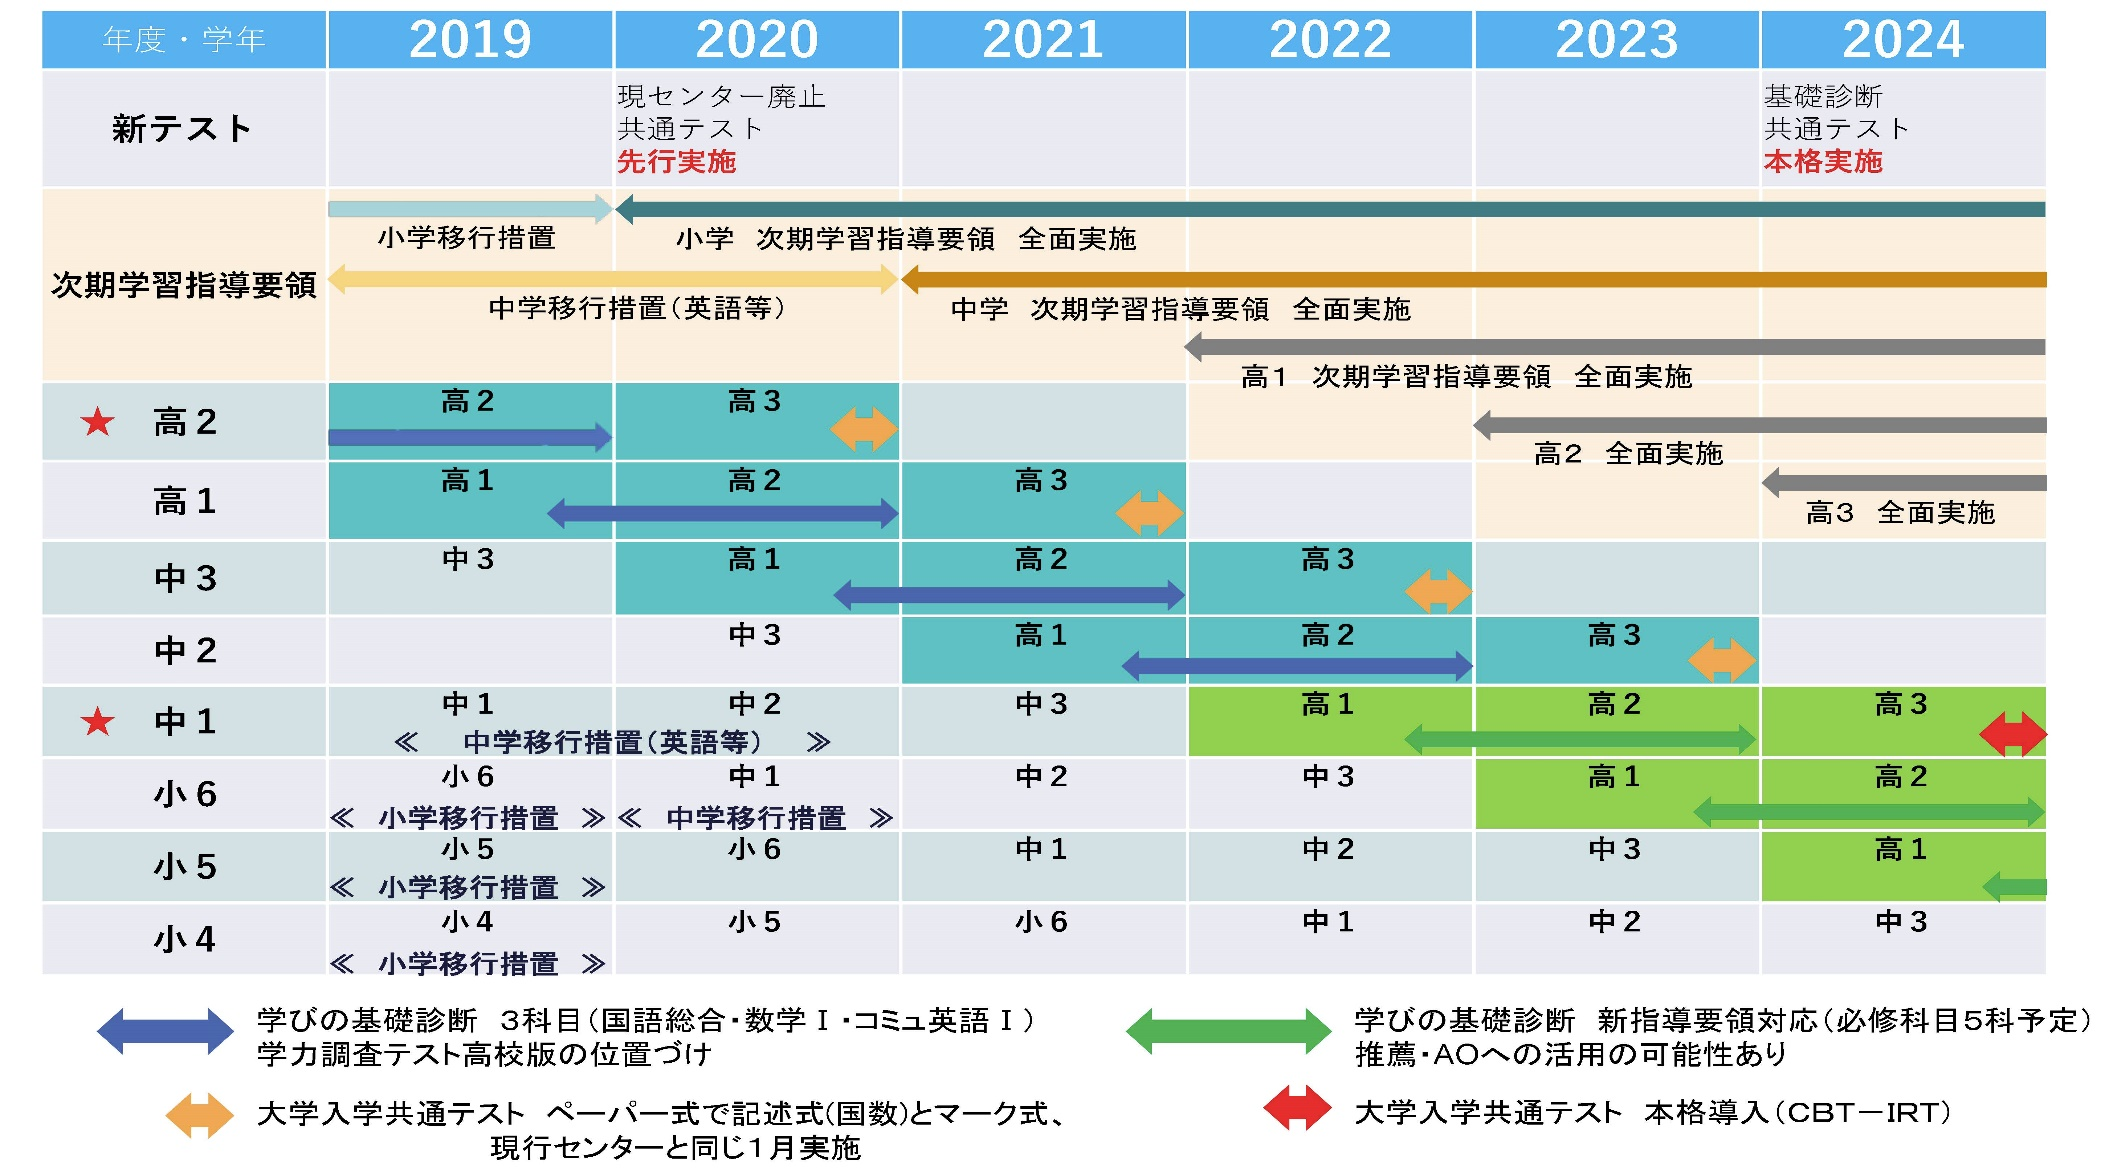 年度・学年 2019 2020 2021 2022 2023 2024
新テスト
現センター廃止
共通テスト
先行実施
基礎診断
共通テスト
本格実施
次期学習指導要領
小学移行措置
小学 次期学習指導要領 全面実施
中学移行措置(英語等)
中学 次期学習指導要領 全面実施
高1 次期学習指導要領 全面実施
高2 全面実施
高3 全面実施
★ 高2 高2 高3
高1 高1 高2 高3
中3 中3 高1 高2 高3
中2 中3 高1 高2 高3
★ 中1 中1 中2 中3 高1 高2 高3
≪ 中学移行措置(英語等) ≫
小6 小6 中1 中2 中3 高1 高2
≪ 小学移行措置 ≫ ≪ 中学移行措置 ≫
小5 小5 小6 中1 中2 中3 高1
≪ 小学移行措置 ≫
小4 小4 小5 小6 中1 中2 中3
≪ 小学移行措置 ≫
学びの基礎診断 3科目(国語総合・数学Ⅰ・コミュ英語Ⅰ)
学力調査テスト高校版の位置づけ
大学入学共通テスト ペーパー式で記述式(国数)とマーク式、
現行センターと同じ1月実施
学びの基礎診断 新指導要領対応(必修科目5科予定)
推薦・AOへの活用の可能性あり
大学入学共通テスト 本格導入(CBT－IRT)